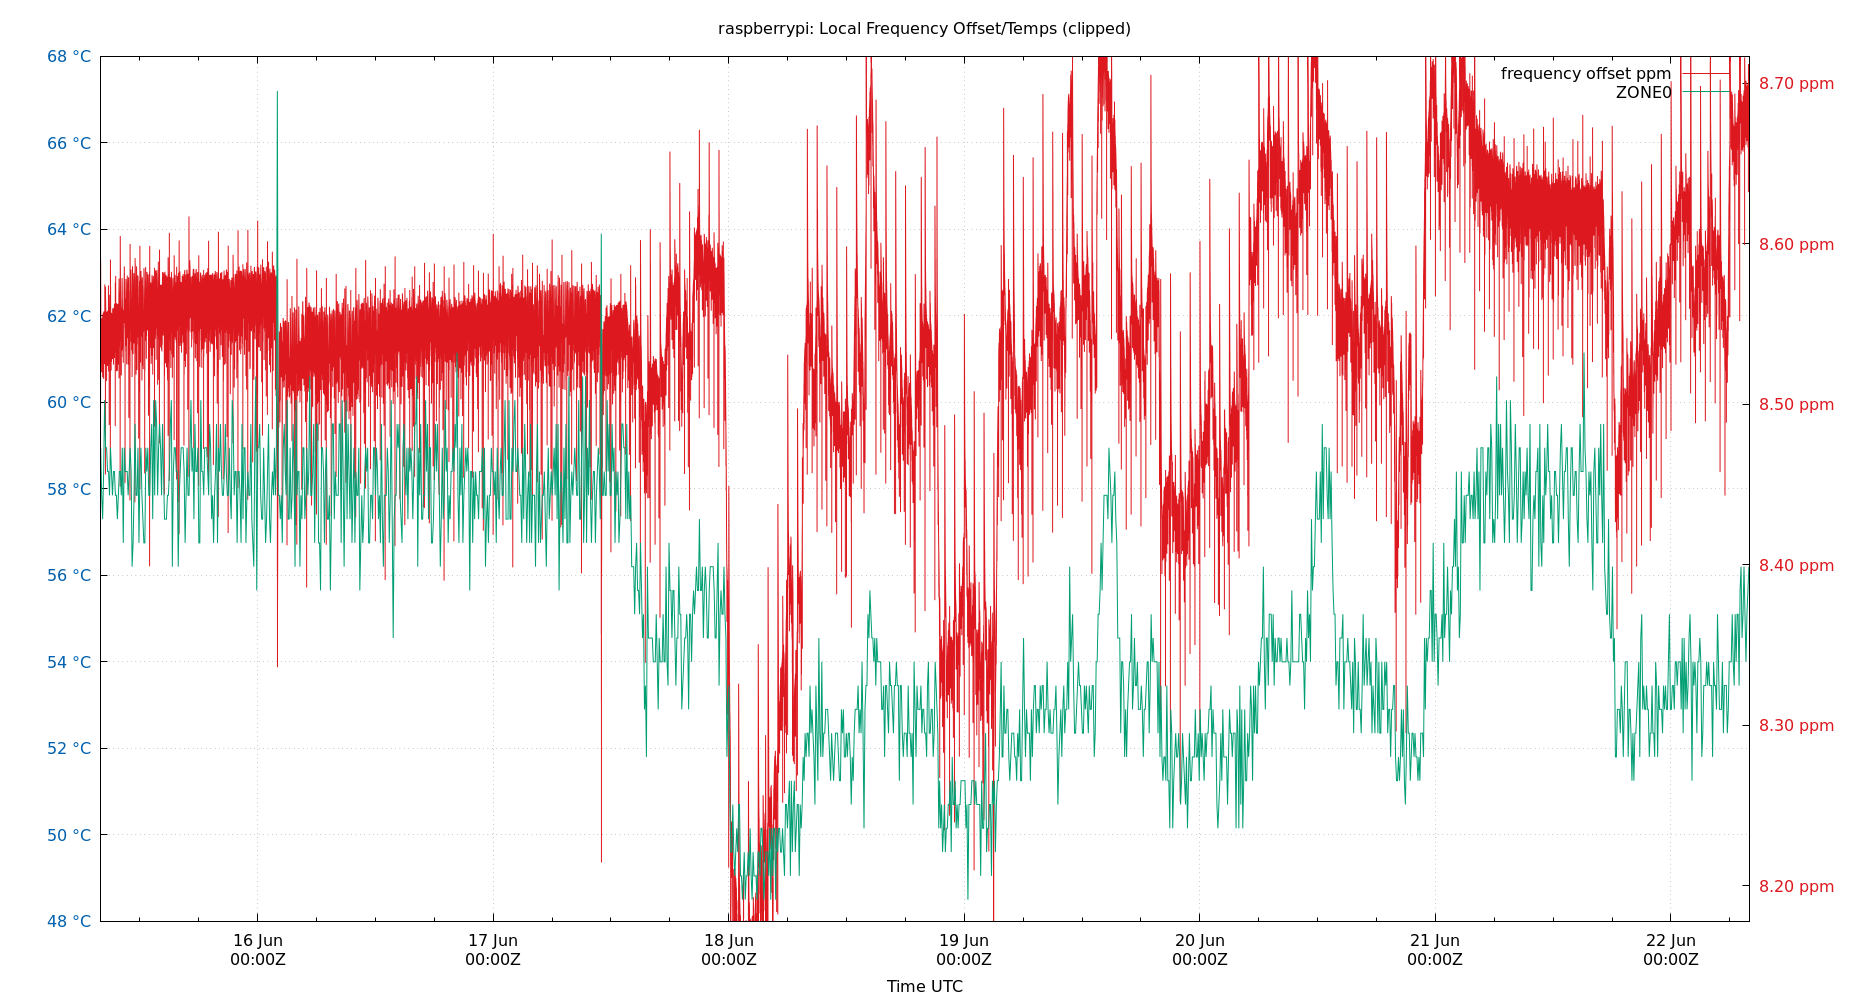 raspberrypi: Local Frequency Offset/Temps (clipped)
68 °C
66 °C
64 °C
62 °C
60 °C
58 °C
56 °C
54 °C
52 °C
50 °C
48 °C
frequency offset ppm
ZONE0
8.70 ppm
8.60 ppm
8.50 ppm
8.40 ppm
8.30 ppm
8.20 ppm
16 Jun
00:00Z
17 Jun
00:00Z
18 Jun
00:00Z
19 Jun
00:00Z
20 Jun
00:00Z
21 Jun
00:00Z
22 Jun
00:00Z
Time UTC